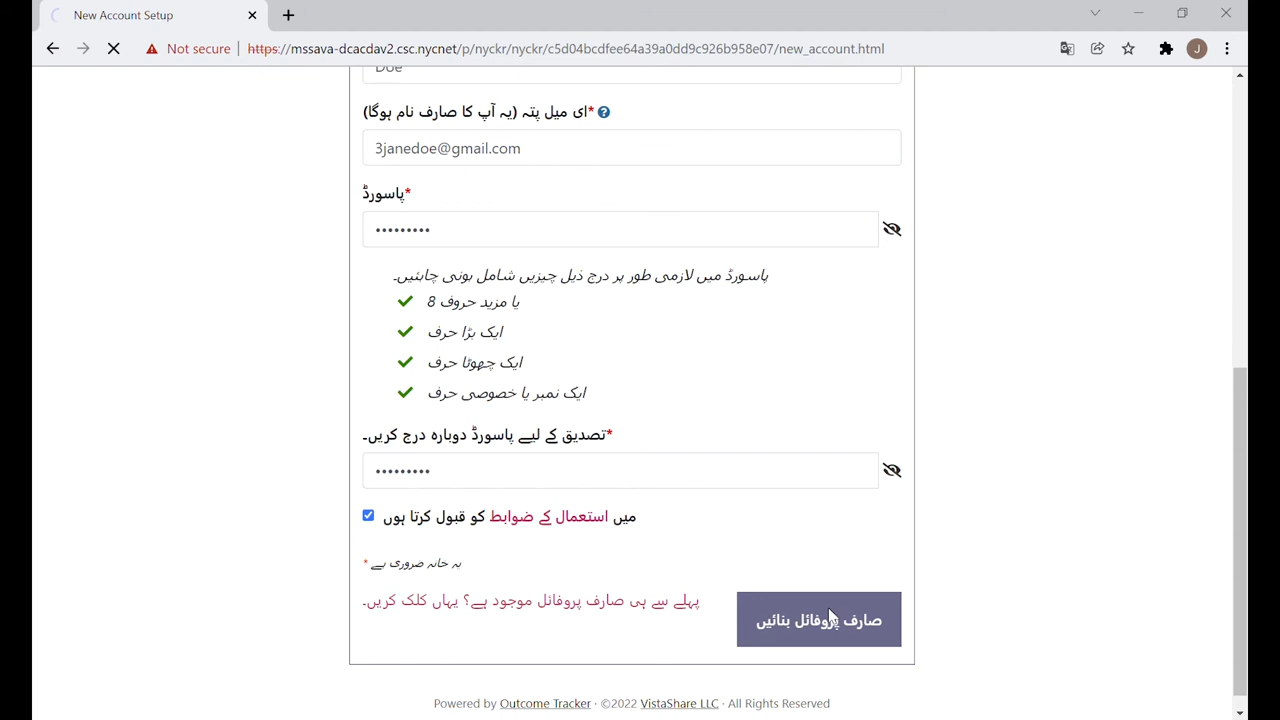 New Account Setup
Not secure
https://mssava-dcacdav2.csc.nycnet/p/nyckr/nyckr/c5d04bcdfee64a39a0dd9c926b958e07/new_account.html
J
Doe
ای میل پتہ (یہ آپ کا صارف نام ہوگا)*
3janedoe@gmail.com
پاسورڈ*
•••••••••
پاسورڈ میں لازمی طور پر درج ذیل چیزیں شامل ہونی چاہئیں۔
8 یا مزید حروف
ایک بڑا حرف
ایک چھوٹا حرف
ایک نمبر یا خصوصی حرف
تصدیق کے لیے پاسورڈ دوبارہ درج کریں۔*
•••••••••
میں استعمال کے ضوابط کو قبول کرتا ہوں
* یہ خانہ ضروری ہے
پہلے سے ہی صارف پروفائل موجود ہے؟ یہاں کلک کریں۔
صارف پروفائل بنائیں
Powered by Outcome Tracker · ©2022 VistaShare LLC · All Rights Reserved